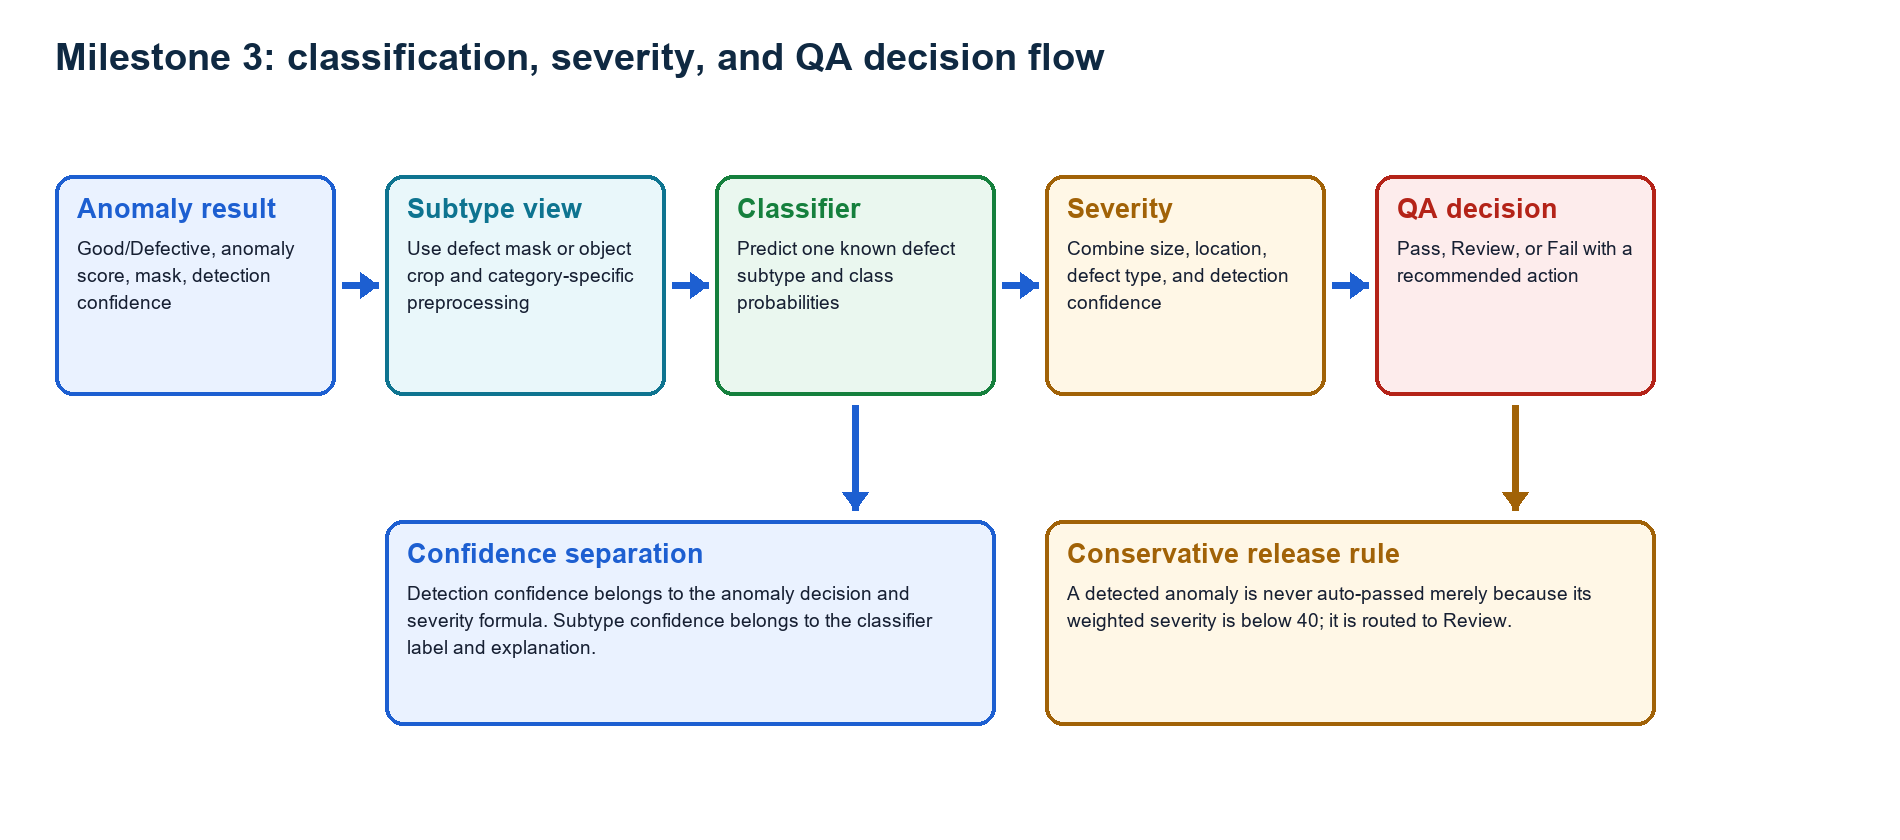 Milestone 3: classification, severity, and QA decision flow
Anomaly result
Good/Defective, anomaly
score, mask, detection
confidence
Subtype view
Use defect mask or object
crop and category-specific
preprocessing
Classifier
Predict one known defect
subtype and class
probabilities
Severity
Combine size, location,
defect type, and detection
confidence
QA decision
Pass, Review, or Fail with a
recommended action
Confidence separation
Detection confidence belongs to the anomaly decision and
severity formula. Subtype confidence belongs to the classifier
label and explanation.
Conservative release rule
A detected anomaly is never auto-passed merely because its
weighted severity is below 40; it is routed to Review.